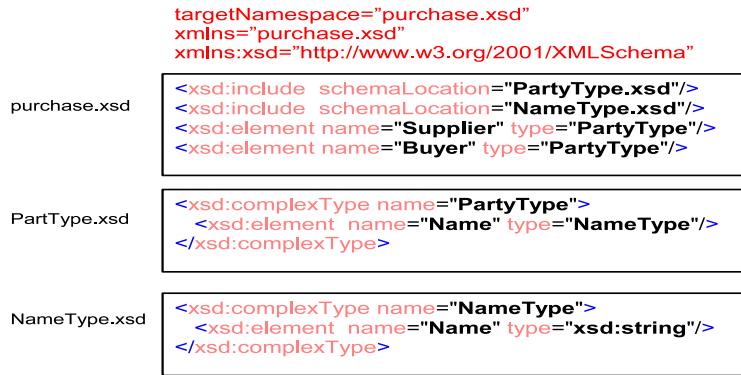 targetNamespace=”purchase.xsd”
xmlns=”purchase.xsd”
xmlns:xsd=”http://www.w3.org/2001/XMLSchema”
purchase.xsd
<xsd:include schemaLocation="PartyType.xsd"/>
<xsd:include schemaLocation="NameType.xsd"/>
<xsd:element name="Supplier" type="PartyType"/>
<xsd:element name="Buyer" type="PartyType"/>
PartType.xsd
<xsd:complexType name="PartyType">
<xsd:element name="Name" type="NameType"/>
</xsd:complexType>
NameType.xsd
<xsd:complexType name="NameType">
<xsd:element name="Name" type="xsd:string"/>
</xsd:complexType>